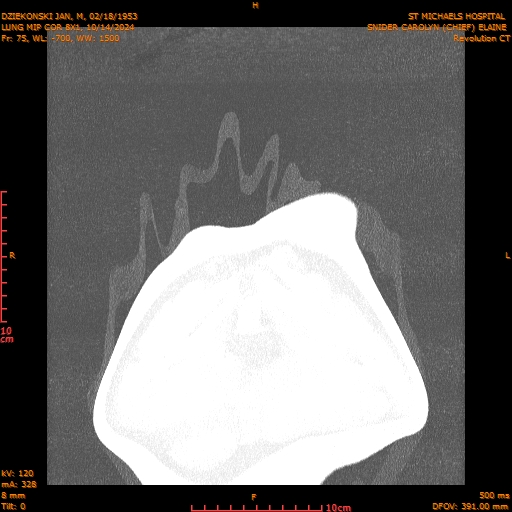 H
DZIEKONSKI JAN, M, 02/18/1953
LUNG MIP COR 8X1, 10/14/2024
Fr: 75, WL: -700, WW: 1500
ST MICHAELS HOSPITAL
SNIDER CAROLYN (CHIEF) ELAINE
Revolution CT
R
L
10
cm
kV: 120
mA: 328
8 mm
Tilt: 0
F
10cm
500 ms
DFOV: 391.00 mm